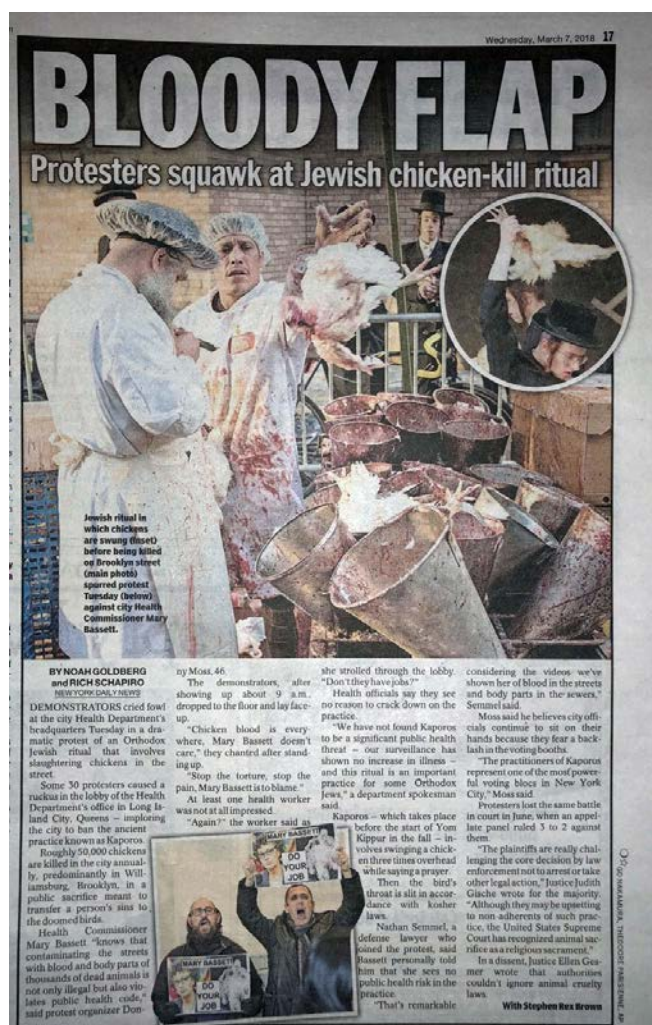 Wednesday, March 7, 2018 17
BLOODY FLAP
Protesters squawk at Jewish chicken-kill ritual
Jewish ritual in
which chickens
are swung (inset)
before being killed
on Brooklyn street
(main photo)
spurred protest
Tuesday (below)
against city Health
Commissioner Mary
Bassett.
BY NOAH GOLDBERG
and RICH SCHAPIRO
NEW YORK DAILY NEWS
DEMONSTRATORS cried fowl
at the city Health Department's
headquarters Tuesday in a dra-
matic protest of an Orthodox
Jewish ritual that involves
slaughtering chickens in the
street.
Some 30 protesters caused a
ruckus in the lobby of the Health
Department's office in Long Is-
land City, Queens — imploring
the city to ban the ancient
practice known as Kaporos.
Roughly 50,000 chickens
are killed in the city annual-
ly, predominantly in Will-
iamsburg, Brooklyn, in a
public sacrifice meant to
transfer a person's sins to
the doomed birds.
Health Commissioner
Mary Bassett "knows that
contaminating the streets
with blood and body parts of
thousands of dead animals is
not only illegal but also vio-
lates public health code,"
said protest organizer Don-
ny Moss, 46.
The demonstrators, after
showing up about 9 a.m.,
dropped to the floor and lay face-
up.
"Chicken blood is every-
where, Mary Bassett doesn't
care," they chanted after stand-
ing up.
"Stop the torture, stop the
pain, Mary Bassett is to blame."
At least one health worker
was not at all impressed.
"Again?" the worker said as
she strolled through the lobby.
"Don't they have jobs?"
Health officials say they see
no reason to crack down on the
practice.
"We have not found Kaporos
to be a significant public health
threat — our surveillance has
shown no increase in illness —
and this ritual is an important
practice for some Orthodox
Jews," a department spokesman
said.
Kaporos — which takes place
before the start of Yom
Kippur in the fall — in-
volves swinging a chick-
en three times overhead
while saying a prayer.
Then the bird's
throat is slit in accor-
dance with kosher
laws.
Nathan Semmel, a
defense lawyer who
joined the protest, said
Bassett personally told
him that she sees no
public health risk in the
practice.
"That's remarkable
considering the videos we've
shown her of blood in the streets
and body parts in the sewers,"
Semmel said.
Moss said he believes city offi-
cials continue to sit on their
hands because they fear a back-
lash in the voting booths.
"The practitioners of Kaporos
represent one of the most power-
ful voting blocs in New York
City," Moss said.
Protesters lost the same battle
in court in June, when an appel-
late panel ruled 3 to 2 against
them.
"The plaintiffs are really chal-
lenging the core decision by law
enforcement not to arrest or take
other legal action," Justice Judith
Gische wrote for the majority.
"Although they may be upsetting
to non-adherents of such prac-
tice, the United States Supreme
Court has recognized animal sac-
rifice as a religious sacrament."
In a dissent, Justice Ellen Ges-
mer wrote that authorities
couldn't ignore animal cruelty
laws.
With Stephen Rex Brown
MARY BASSETT
DO
YOUR
JOB
MARY BASSETT
DO
YOUR
JOB
GO NAKAMURA, THEODORE PARISIENNE, AP